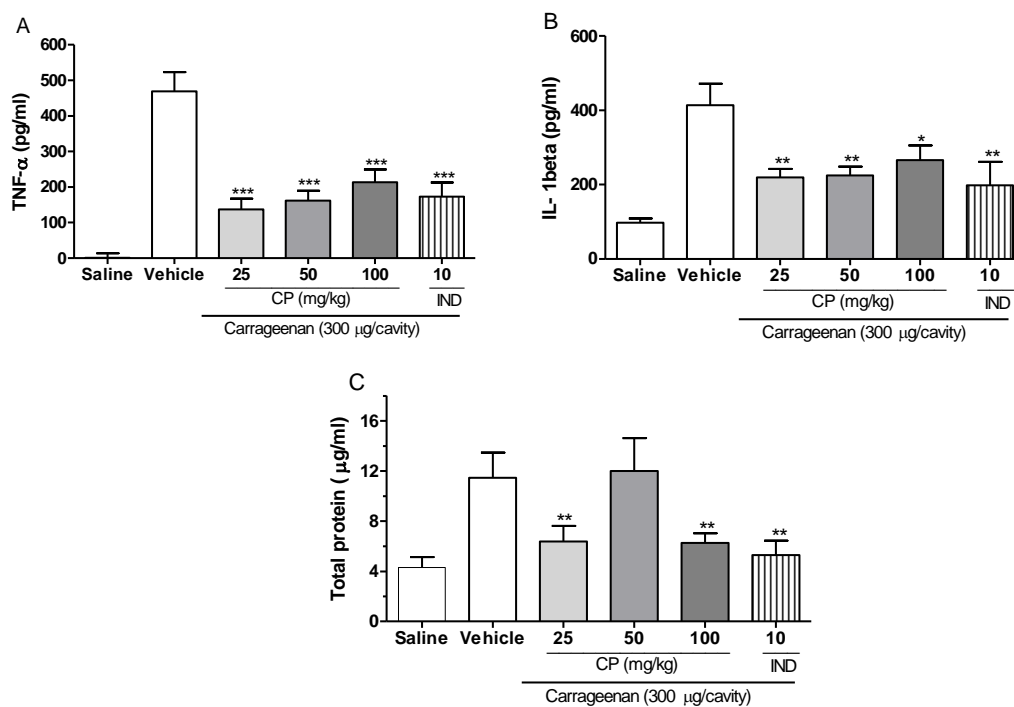 A
TNF-α (pg/ml)
600
500
400
300
200
100
0
*** *** *** ***
Saline Vehicle 25 50 100 10
CP (mg/kg) IND
Carrageenan (300 μg/cavity)
B
IL- 1beta (pg/ml)
600
400
200
0
** ** * **
Saline Vehicle 25 50 100 10
CP (mg/kg) IND
Carrageenan (300 μg/cavity)
C
Total protein ( μg/ml)
16
12
8
4
0
** ** **
Saline Vehicle 25 50 100 10
CP (mg/kg) IND
Carrageenan (300 μg/cavity)